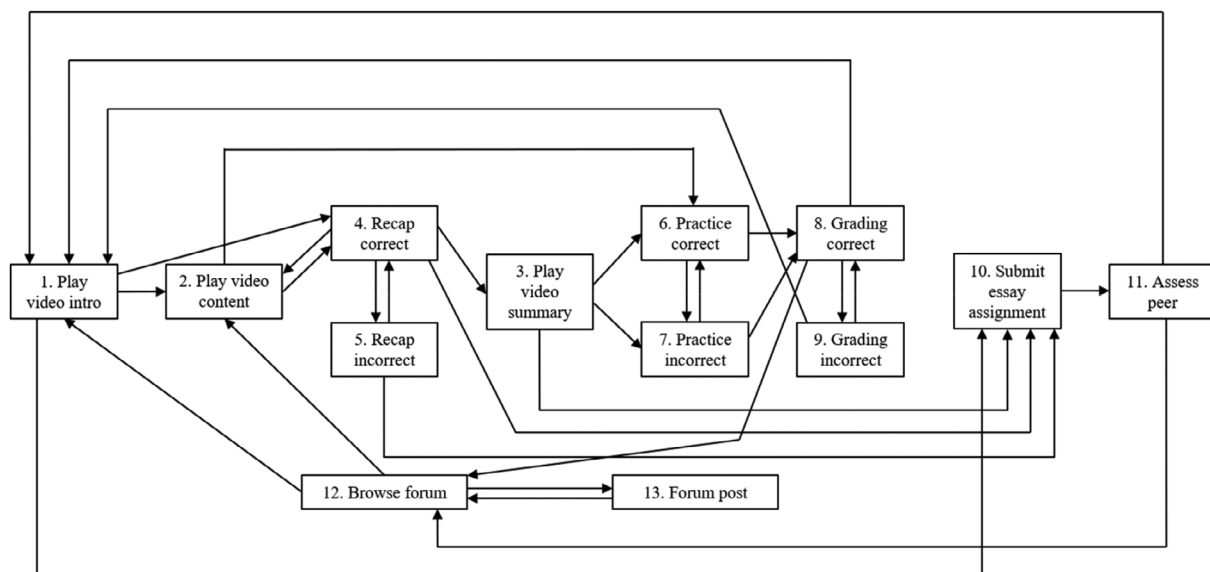 1. Play
video intro
2. Play video
content
4. Recap
correct
5. Recap
incorrect
3. Play
video
summary
6. Practice
correct
7. Practice
incorrect
8. Grading
correct
9. Grading
incorrect
10. Submit
essay
assignment
11. Assess
peer
12. Browse forum
13. Forum post